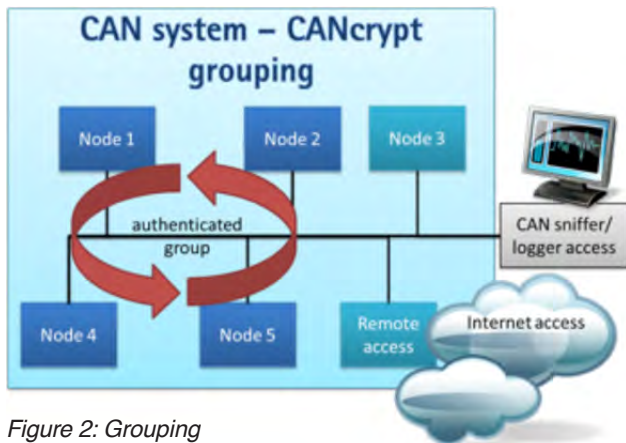 CAN system – CANcrypt
grouping
Node 1
Node 2
Node 3
authenticated
group
CAN sniffer/
logger access
Node 4
Node 5
Remote
access
Internet access
Figure 2: Grouping